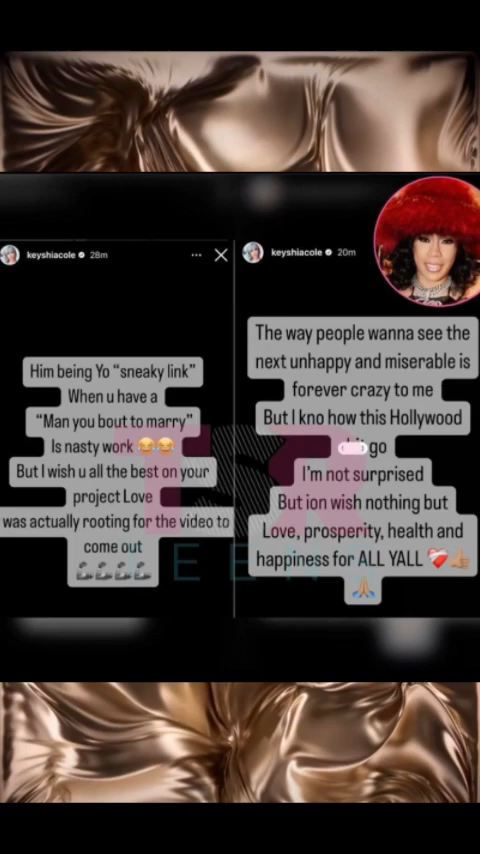 keyshiacole 28m
Him being Yo “sneaky link”
When u have a
“Man you bout to marry”
Is nasty work 😂😂
But I wish u all the best on your
project Love
was actually rooting for the video to
come out
keyshiacole 20m
The way people wanna see the
next unhappy and miserable is
forever crazy to me
But I kno how this Hollywood
go
I’m not surprised
But ion wish nothing but
Love, prosperity, health and
happiness for ALL YALL ❤️‍🩹👍🏽
🙏🏽
TSR
TEEN